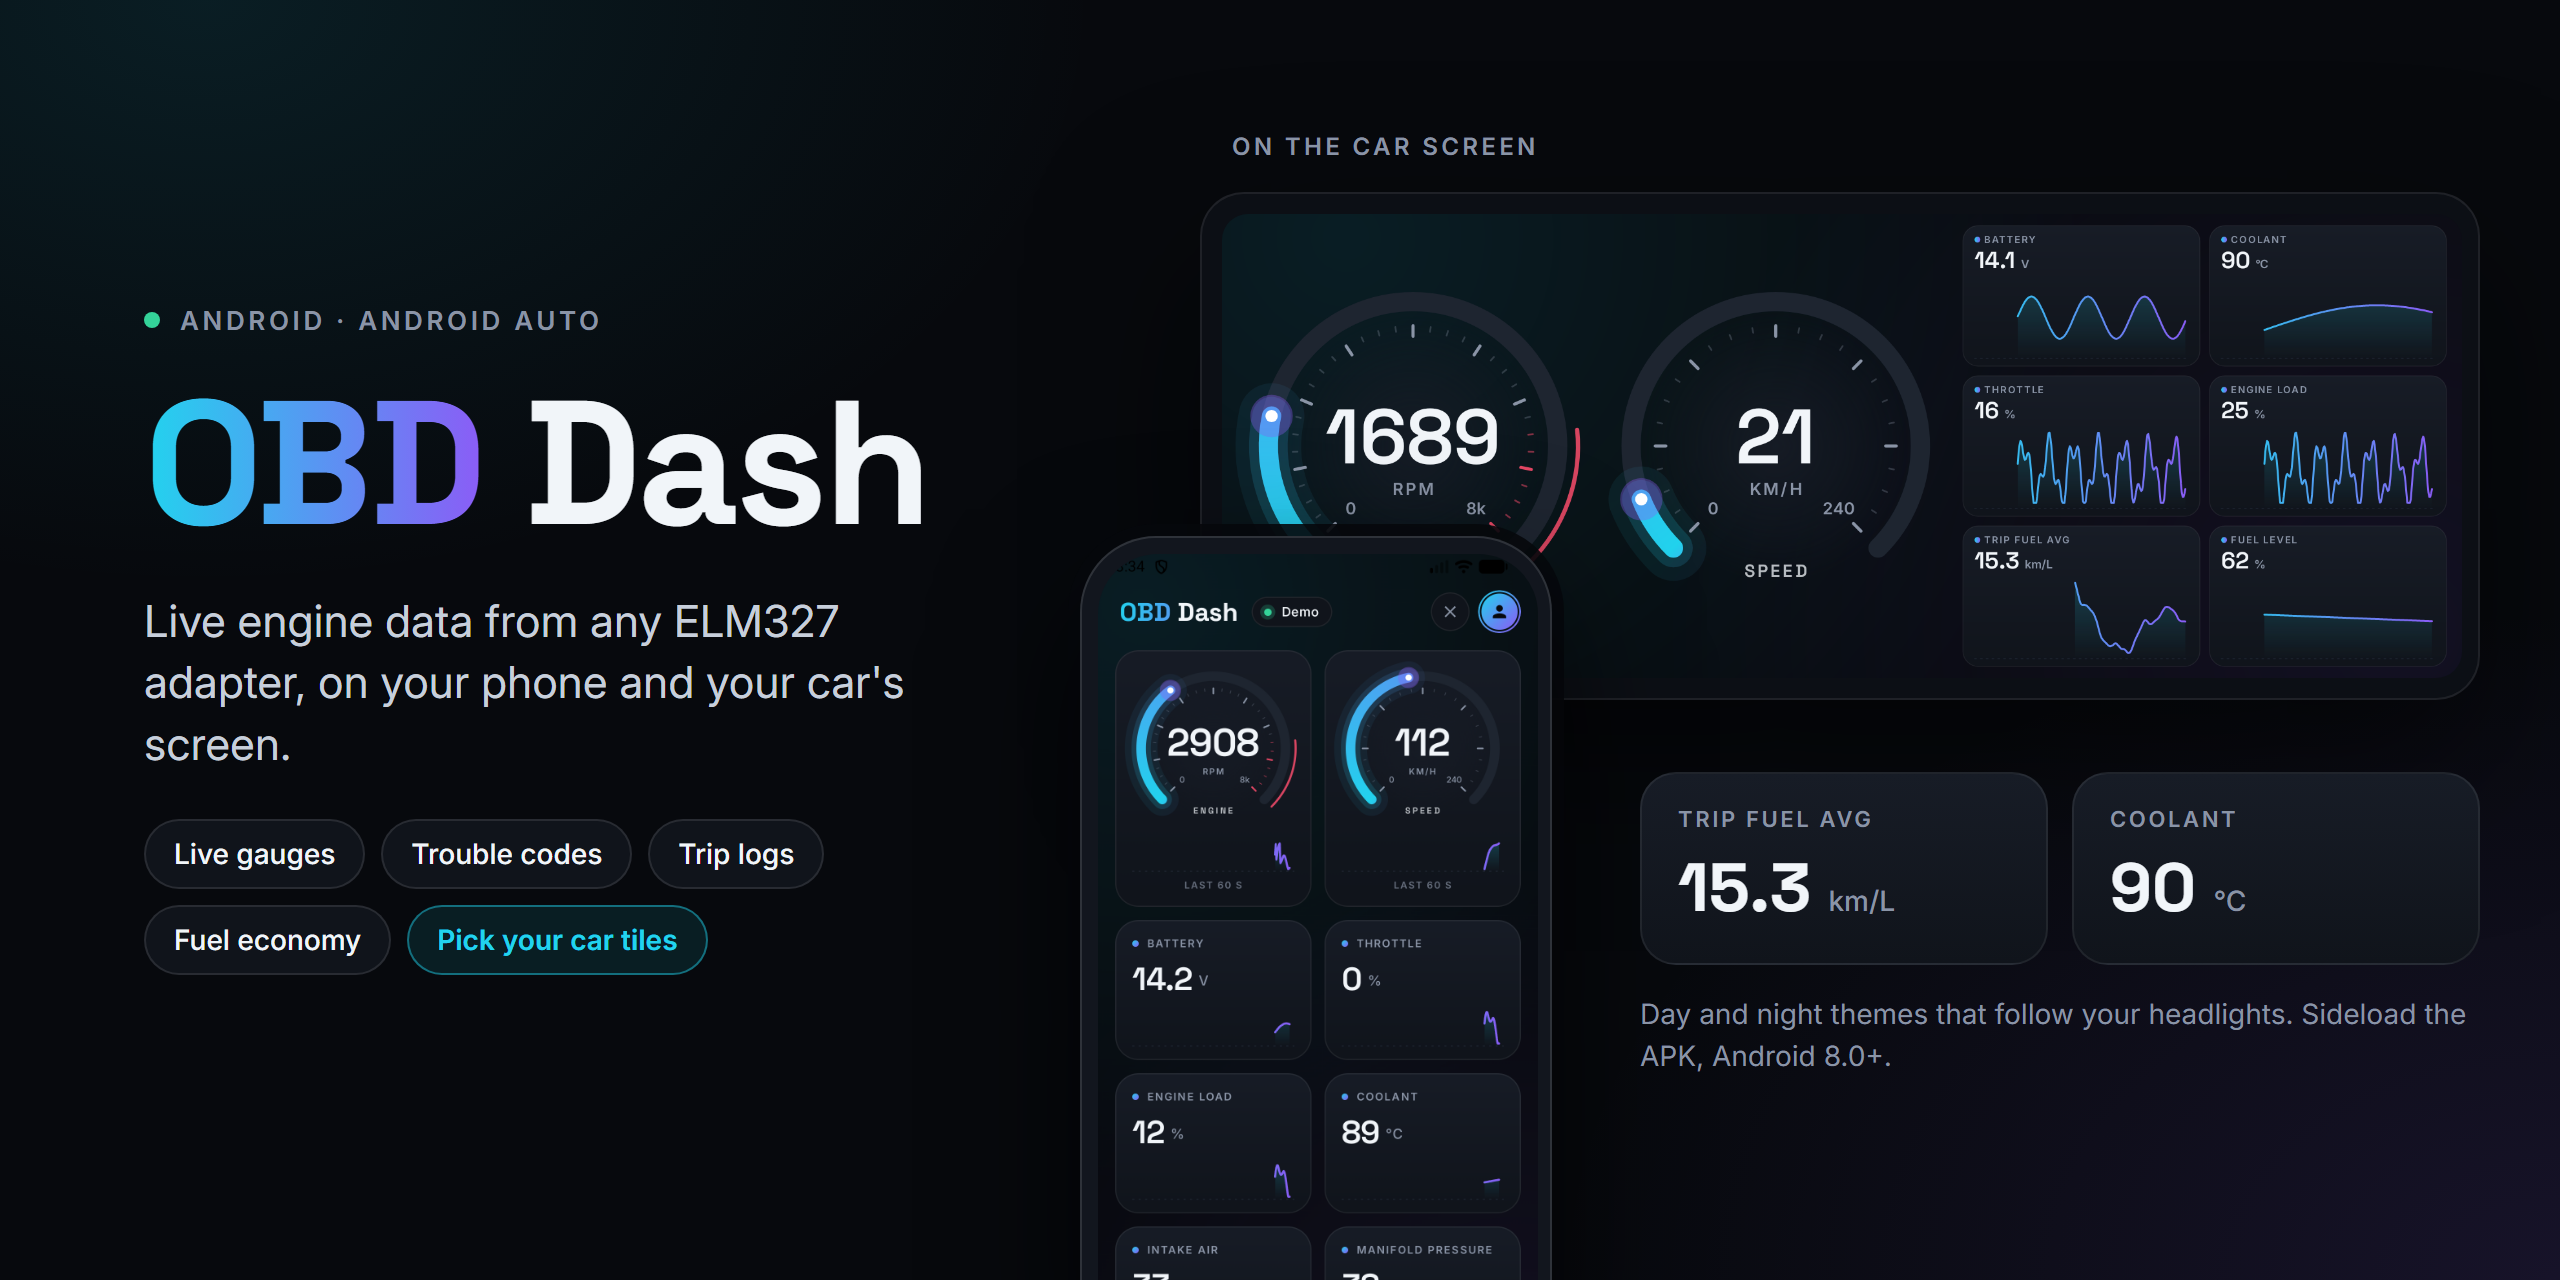 ANDROID · ANDROID AUTO
OBD Dash
Live engine data from any ELM327
adapter, on your phone and your car's
screen.
Live gauges
Trouble codes
Trip logs
Fuel economy
Pick your car tiles
ON THE CAR SCREEN
1689
RPM
0
8k
21
KM/H
0
240
SPEED
BATTERY
14.1 V
COOLANT
90 °C
THROTTLE
16 %
ENGINE LOAD
25 %
TRIP FUEL AVG
15.3 km/L
FUEL LEVEL
62 %
:34
OBD Dash
Demo
2908
RPM
0
8k
ENGINE
LAST 60 S
112
KM/H
0
240
SPEED
LAST 60 S
BATTERY
14.2 V
THROTTLE
0 %
ENGINE LOAD
12 %
COOLANT
89 °C
INTAKE AIR
MANIFOLD PRESSURE
TRIP FUEL AVG
15.3 km/L
COOLANT
90 °C
Day and night themes that follow your headlights. Sideload the
APK, Android 8.0+.